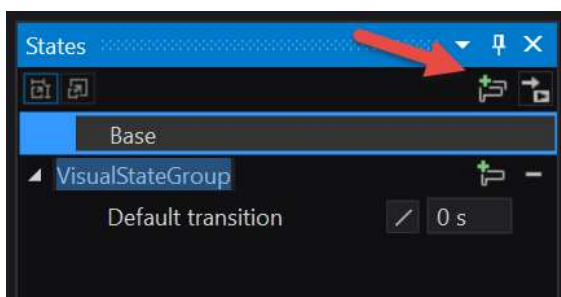 States
Base
VisualStateGroup
Default transition 0 s